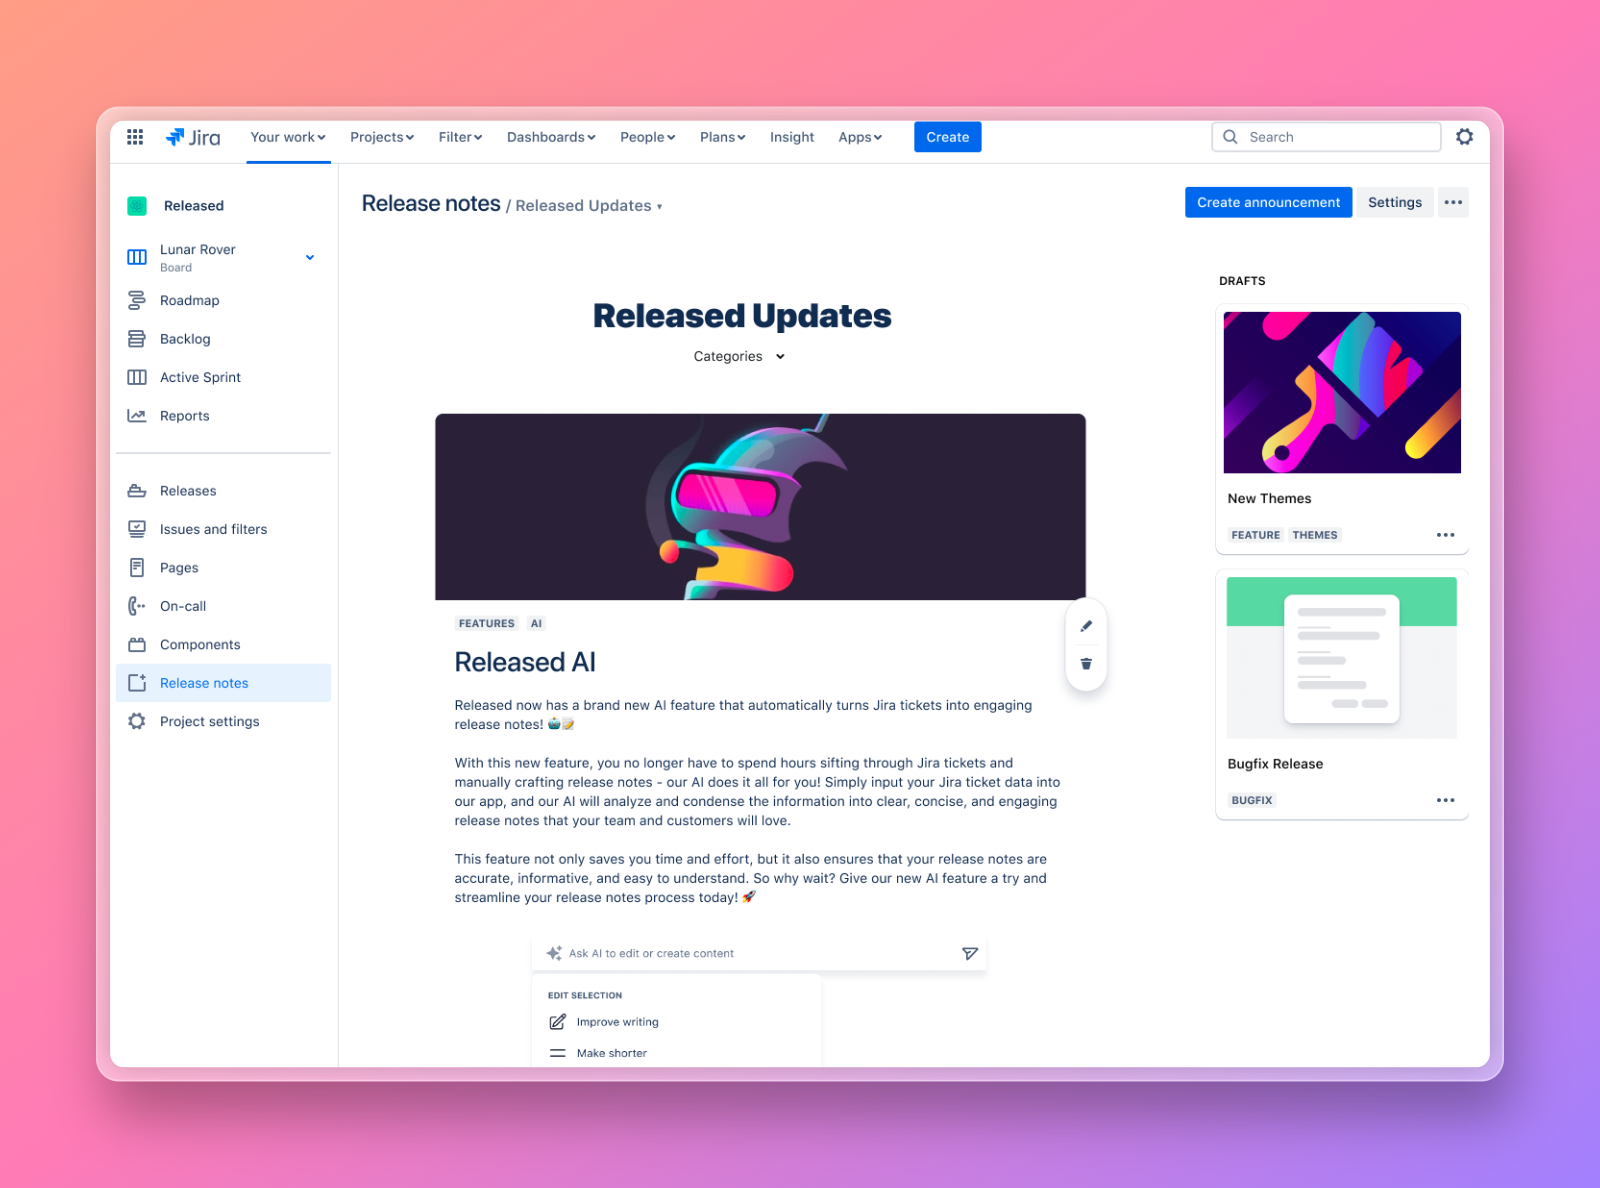 Jira
Your work
Projects
Filter
Dashboards
People
Plans
Insight
Apps
Create
Search
Released
Lunar Rover
Board
Roadmap
Backlog
Active Sprint
Reports
Releases
Issues and filters
Pages
On-call
Components
Release notes
Project settings
Release notes / Released Updates
Create announcement
Settings
Released Updates
Categories
FEATURES AI
Released AI
Released now has a brand new AI feature that automatically turns Jira tickets into engaging
release notes! 🤖📝
With this new feature, you no longer have to spend hours sifting through Jira tickets and
manually crafting release notes - our AI does it all for you! Simply input your Jira ticket data into
our app, and our AI will analyze and condense the information into clear, concise, and engaging
release notes that your team and customers will love.
This feature not only saves you time and effort, but it also ensures that your release notes are
accurate, informative, and easy to understand. So why wait? Give our new AI feature a try and
streamline your release notes process today! 🚀
Ask AI to edit or create content
EDIT SELECTION
Improve writing
Make shorter
DRAFTS
New Themes
FEATURE THEMES
Bugfix Release
BUGFIX